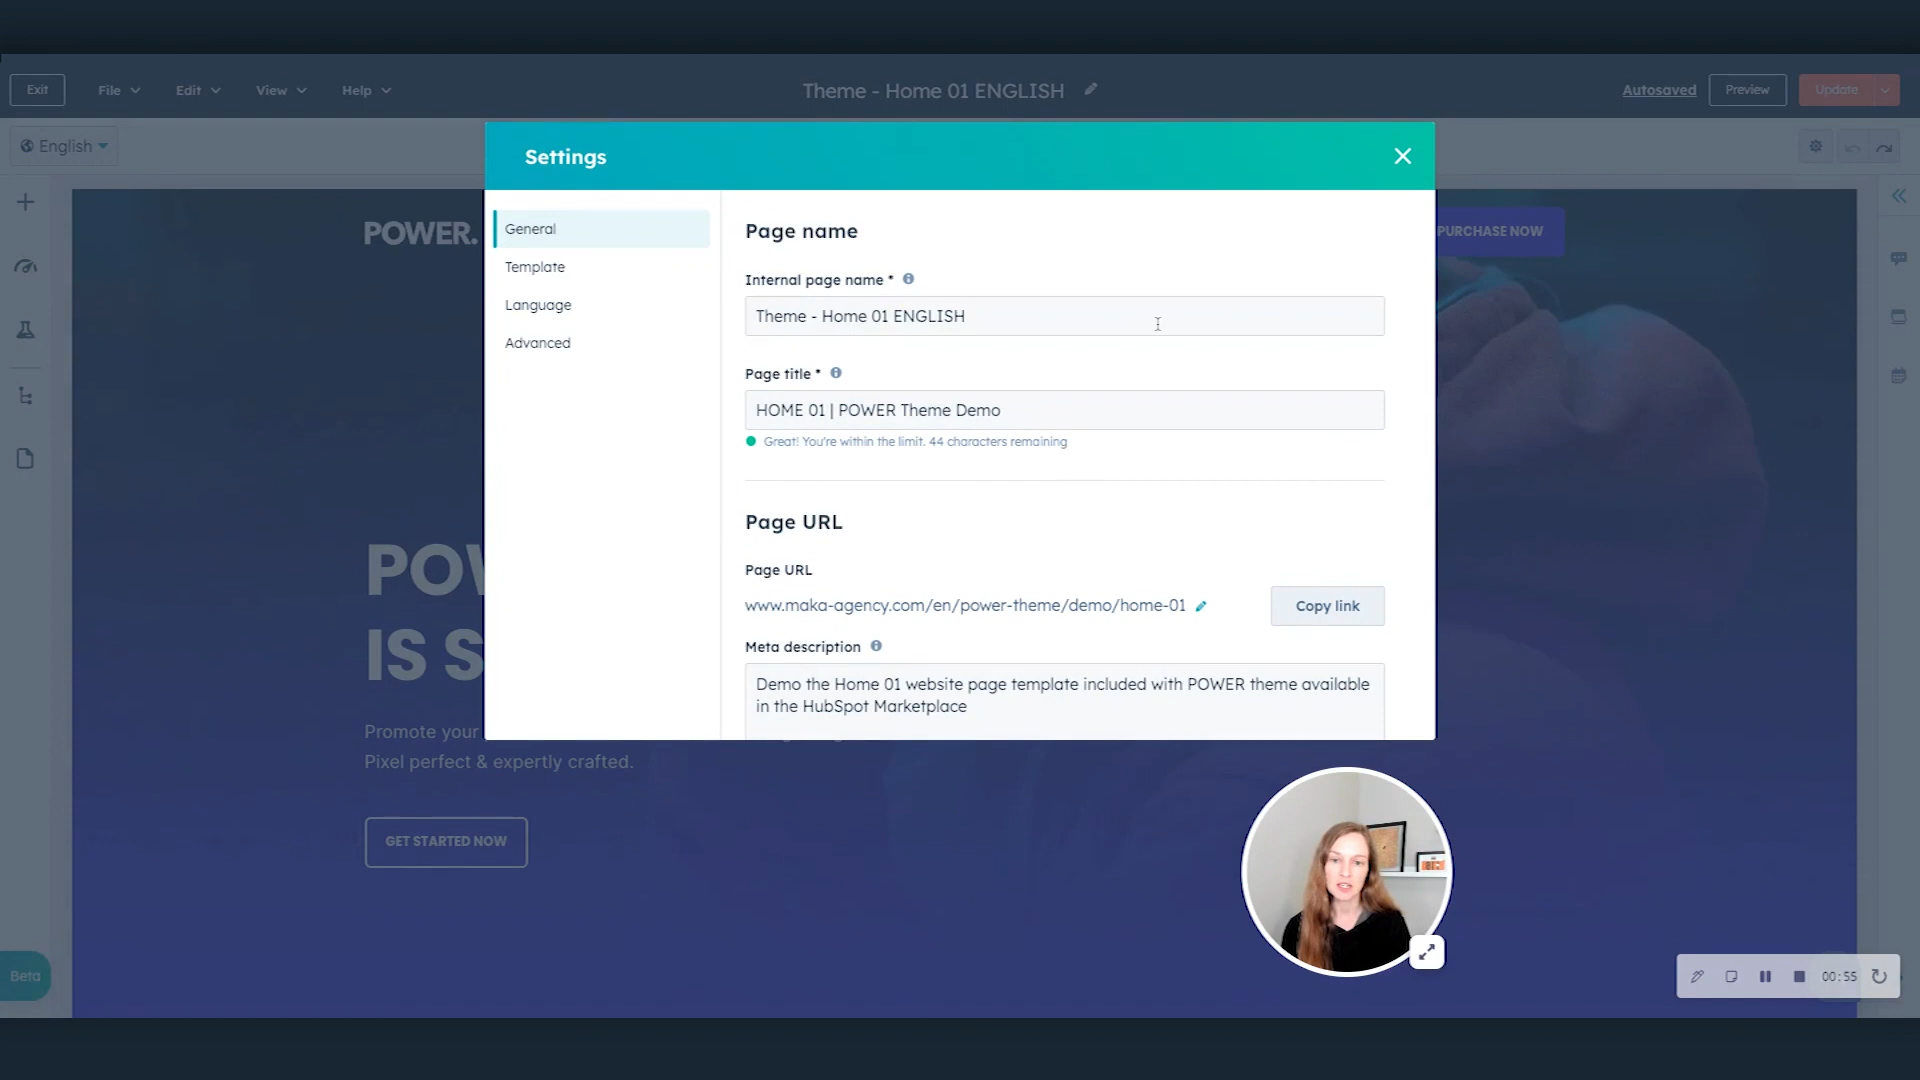 Exit
File
Edit
View
Help
Theme - Home 01 ENGLISH
Autosaved
Preview
Update
English
Settings
POWER.
PURCHASE NOW
General
Template
Language
Advanced
Page name
Internal page name *
Theme - Home 01 ENGLISH
Page title *
HOME 01 | POWER Theme Demo
Great! You're within the limit. 44 characters remaining
Page URL
Page URL
www.maka-agency.com/en/power-theme/demo/home-01
Copy link
Meta description
Demo the Home 01 website page template included with POWER theme available
in the HubSpot Marketplace
IS S
Promote your
Pixel perfect & expertly crafted.
GET STARTED NOW
Beta
00:55